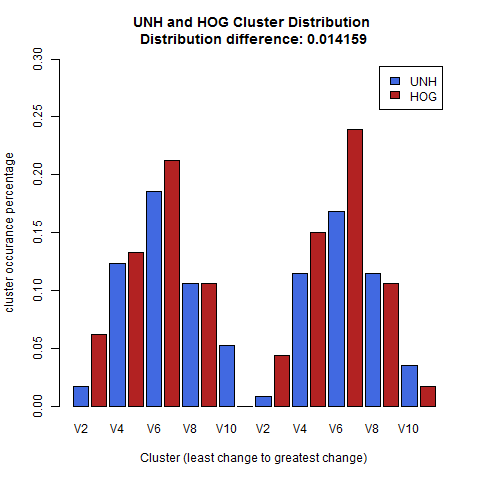 UNH and HOG Cluster Distribution
Distribution difference: 0.014159
0.30
0.25
0.20
0.15
0.10
0.05
0.00
cluster occurance percentage
UNH
HOG
V2 V4 V6 V8 V10 V2 V4 V6 V8 V10
Cluster (least change to greatest change)